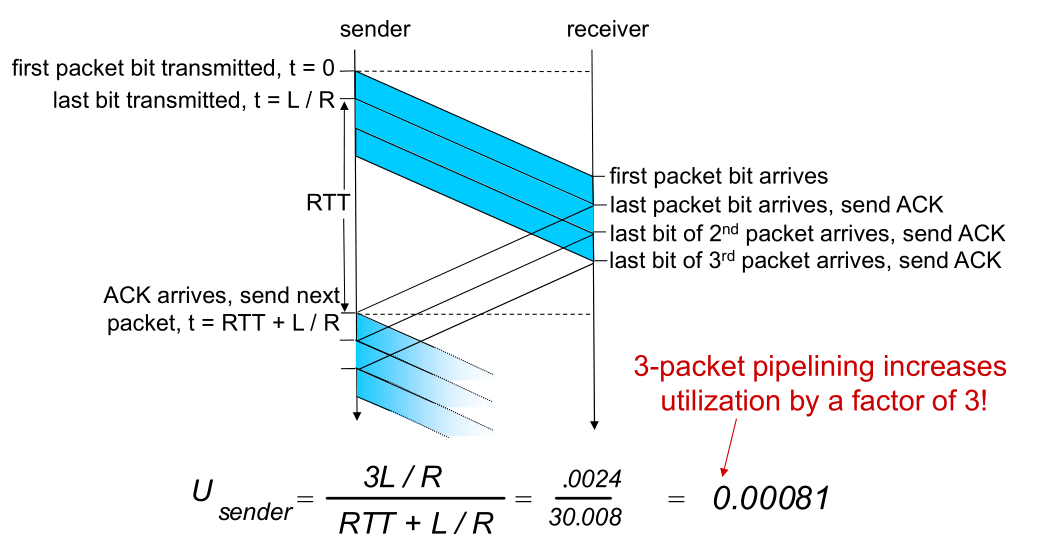 sender
receiver
first packet bit transmitted, t = 0
last bit transmitted, t = L / R
RTT
first packet bit arrives
last packet bit arrives, send ACK
last bit of 2nd packet arrives, send ACK
last bit of 3rd packet arrives, send ACK
ACK arrives, send next
packet, t = RTT + L / R
3-packet pipelining increases
utilization by a factor of 3!
U sender = 3L / R / RTT + L / R = .0024 / 30.008 = 0.00081